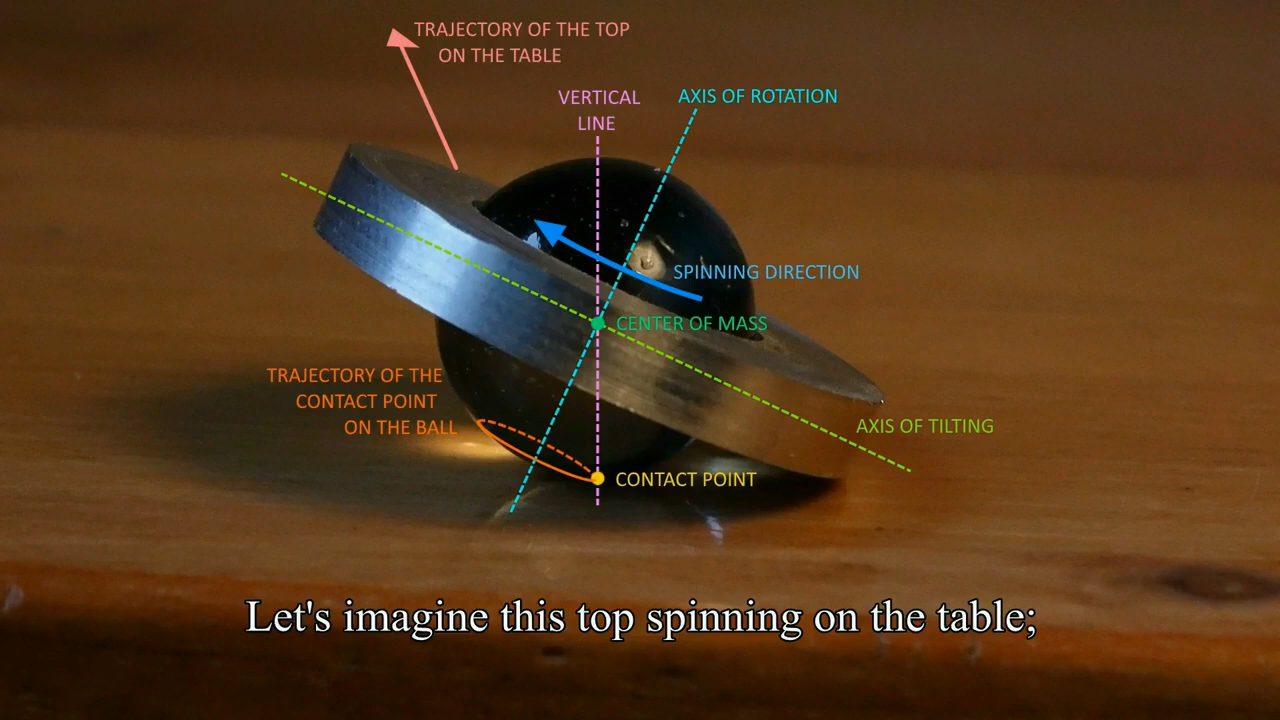 TRAJECTORY OF THE TOP
ON THE TABLE
VERTICAL
LINE
AXIS OF ROTATION
SPINNING DIRECTION
CENTER OF MASS
TRAJECTORY OF THE
CONTACT POINT
ON THE BALL
AXIS OF TILTING
CONTACT POINT
Let's imagine this top spinning on the table;